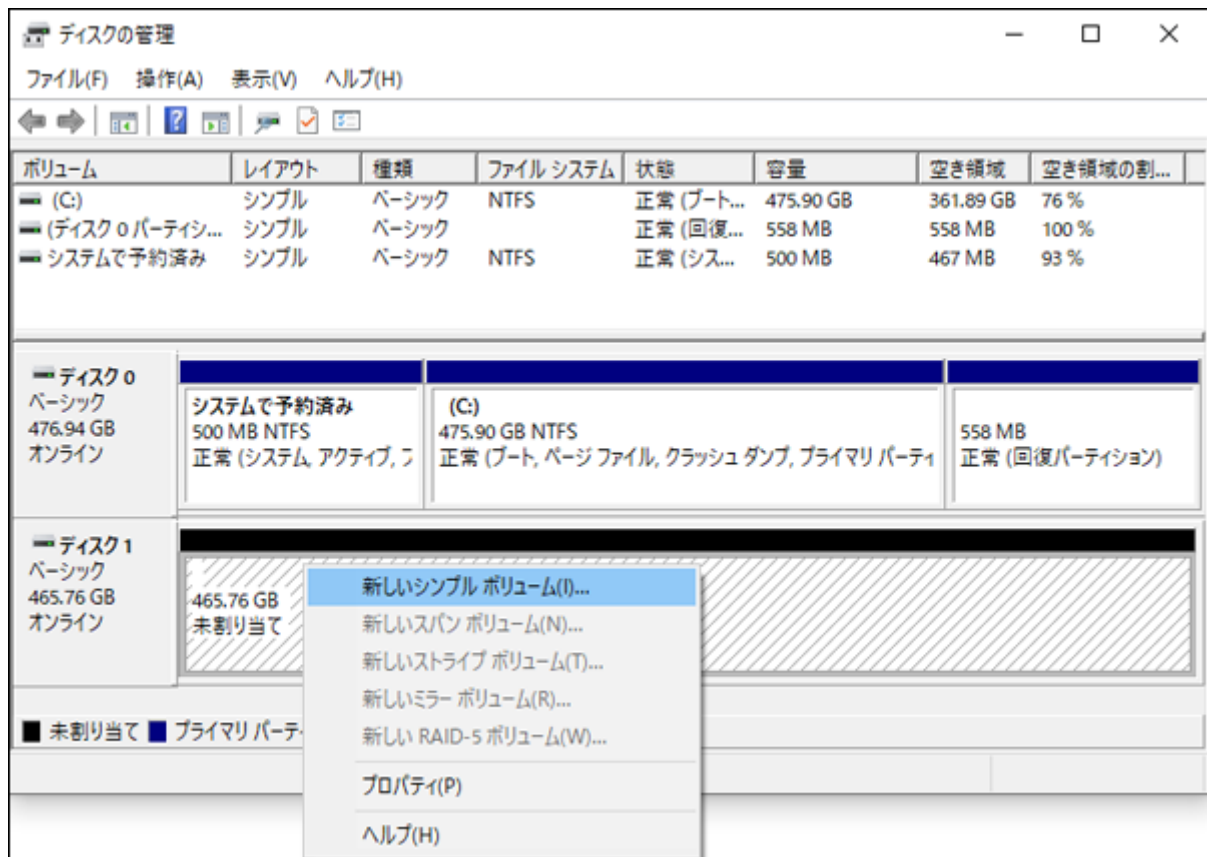 ディスクの管理
ファイル(F) 操作(A) 表示(V) ヘルプ(H)
ボリューム レイアウト 種類 ファイル システム 状態 容量 空き領域 空き領域の割...
(C:) シンプル ベーシック NTFS 正常 (ブート... 475.90 GB 361.89 GB 76 %
(ディスク 0 パーティシ... シンプル ベーシック 正常 (回復... 558 MB 558 MB 100 %
システムで予約済み シンプル ベーシック NTFS 正常 (シス... 500 MB 467 MB 93 %
ディスク 0
ベーシック
476.94 GB
オンライン
システムで予約済み
500 MB NTFS
正常 (システム, アクティブ, フ
(C:)
475.90 GB NTFS
正常 (ブート, ページ ファイル, クラッシュ ダンプ, プライマリ パーティ
558 MB
正常 (回復パーティション)
ディスク 1
ベーシック
465.76 GB
オンライン
465.76 GB
未割り当て
新しいシンプル ボリューム(I)...
新しいスパン ボリューム(N)...
新しいストライプ ボリューム(T)...
新しいミラー ボリューム(R)...
新しい RAID-5 ボリューム(W)...
プロパティ(P)
ヘルプ(H)
未割り当て プライマリ パーテ